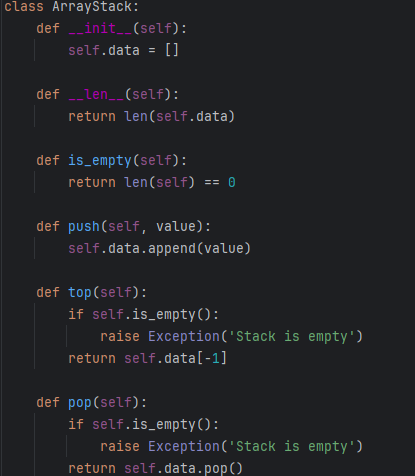 class ArrayStack:
    def __init__(self):
        self.data = []
    def __len__(self):
        return len(self.data)
    def is_empty(self):
        return len(self) == 0
    def push(self, value):
        self.data.append(value)
    def top(self):
        if self.is_empty():
            raise Exception('Stack is empty')
        return self.data[-1]
    def pop(self):
        if self.is_empty():
            raise Exception('Stack is empty')
        return self.data.pop()